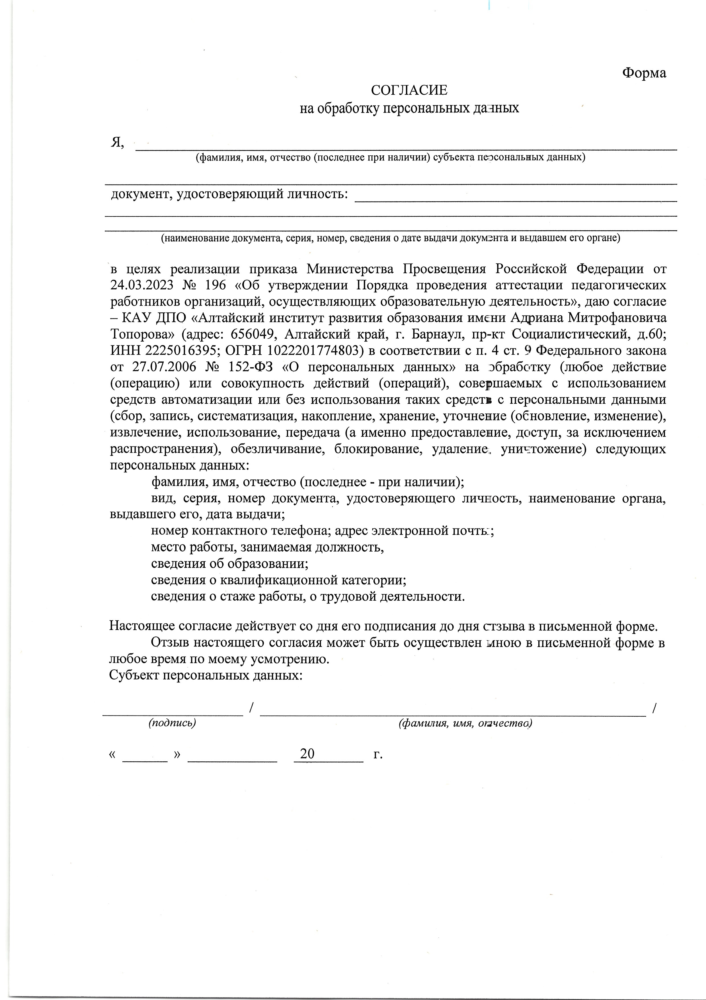 Форма
СОГЛАСИЕ
на обработку персональных данных
Я,
(фамилия, имя, отчество (последнее при наличии) субъекта персональных данных)
документ, удостоверяющий личность:
(наименование документа, серия, номер, сведения о дате выдачи документа и выдавшем его органе)
в целях реализации приказа Министерства Просвещения Российской Федерации от
24.03.2023 № 196 «Об утверждении Порядка проведения аттестации педагогических
работников организаций, осуществляющих образовательную деятельность», даю согласие
– КАУ ДПО «Алтайский институт развития образования имени Адриана Митрофановича
Топорова» (адрес: 656049, Алтайский край, г. Барнаул, пр-кт Социалистический, д.60;
ИНН 2225016395; ОГРН 1022201774803) в соответствии с п. 4 ст. 9 Федерального закона
от 27.07.2006 № 152-ФЗ «О персональных данных» на обработку (любое действие
(операцию) или совокупность действий (операций), совершаемых с использованием
средств автоматизации или без использования таких средств с персональными данными
(сбор, запись, систематизация, накопление, хранение, уточнение (обновление, изменение),
извлечение, использование, передача (а именно предоставление, доступ, за исключением
распространения), обезличивание, блокирование, удаление, уничтожение) следующих
персональных данных:
фамилия, имя, отчество (последнее - при наличии);
вид, серия, номер документа, удостоверяющего личность, наименование органа,
выдавшего его, дата выдачи;
номер контактного телефона; адрес электронной почты;
место работы, занимаемая должность,
сведения об образовании;
сведения о квалификационной категории;
сведения о стаже работы, о трудовой деятельности.
Настоящее согласие действует со дня его подписания до дня отзыва в письменной форме.
Отзыв настоящего согласия может быть осуществлен мною в письменной форме в
любое время по моему усмотрению.
Субъект персональных данных:
/ /
(подпись) (фамилия, имя, отчество)
« » 20 г.